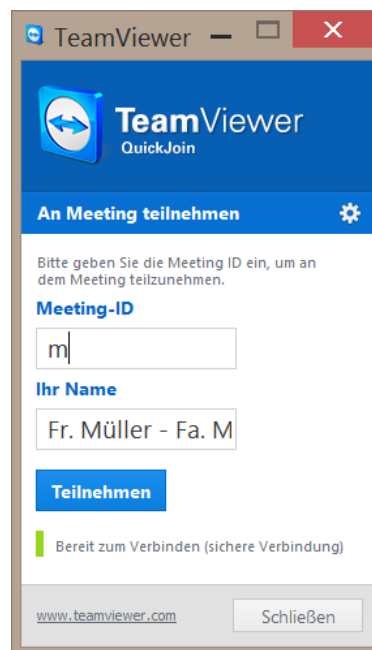 TeamViewer
TeamViewer
QuickJoin
An Meeting teilnehmen
Bitte geben Sie die Meeting ID ein, um an
dem Meeting teilzunehmen.
Meeting-ID
m
Ihr Name
Fr. Müller - Fa. M
Teilnehmen
Bereit zum Verbinden (sichere Verbindung)
www.teamviewer.com
Schließen